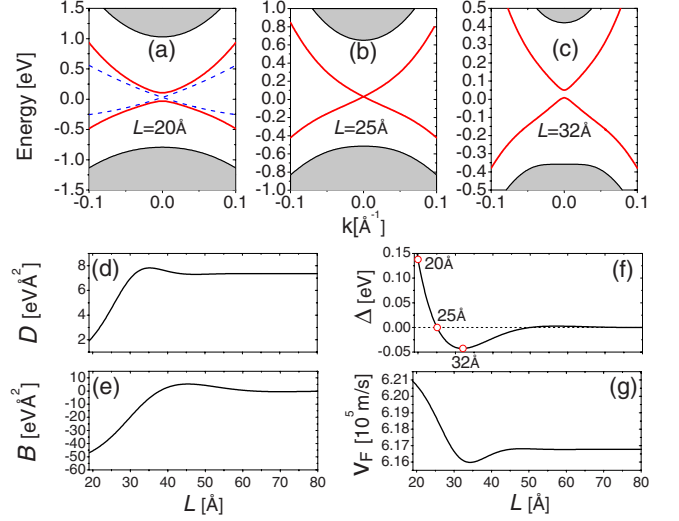 (a) (b) (c)
Energy [eV]
1.5 1.0 0.5 0.0 -0.5 -1.0 1.5
1.0 0.8 0.6 0.4 0.2 0.0 -0.2 -0.4 -0.6 -0.8 -1.0
0.5 0.4 0.3 0.2 0.1 0.0 -0.1 -0.2 -0.3 -0.4 -0.5
L=20Å L=25Å L=32Å
-0.1 0.0 0.1 -0.1 0.0 0.1 -0.1 0.0 0.1
k[Å⁻¹]
(d)
D [eVÅ²]
8 6 4 2
(f)
Δ [eV]
0.15 0.10 0.05 0.00 -0.05
20Å
25Å
32Å
(e)
B [eVÅ²]
10 0 -10 -20 -30 -40 -50 -60
20 30 40 50 60 70 80
L [Å]
(g)
v_F [10⁵ m/s]
6.21 6.20 6.19 6.18 6.17 6.16
20 30 40 50 60 70 80
L [Å]